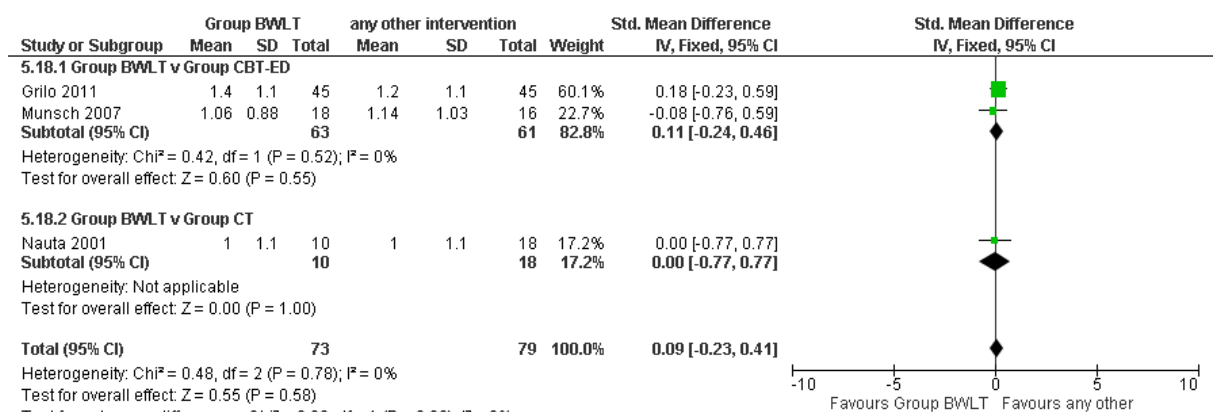 Group BWLT any other intervention Std. Mean Difference Std. Mean Difference
Study or Subgroup Mean SD Total Mean SD Total Weight IV, Fixed, 95% CI IV, Fixed, 95% CI
5.18.1 Group BWLT v Group CBT-ED
Grilo 2011 1.4 1.1 45 1.2 1.1 45 60.1% 0.18 [-0.23, 0.59]
Munsch 2007 1.06 0.88 18 1.14 1.03 16 22.7% -0.08 [-0.76, 0.59]
Subtotal (95% CI) 63 61 82.8% 0.11 [-0.24, 0.46]
Heterogeneity: Chi² = 0.42, df = 1 (P = 0.52); I² = 0%
Test for overall effect: Z = 0.60 (P = 0.55)
5.18.2 Group BWLT v Group CT
Nauta 2001 1 1.1 10 1 1.1 18 17.2% 0.00 [-0.77, 0.77]
Subtotal (95% CI) 10 18 17.2% 0.00 [-0.77, 0.77]
Heterogeneity: Not applicable
Test for overall effect: Z = 0.00 (P = 1.00)
Total (95% CI) 73 79 100.0% 0.09 [-0.23, 0.41]
Heterogeneity: Chi² = 0.48, df = 2 (P = 0.78); I² = 0%
-10 -5 0 5 10
Test for overall effect: Z = 0.55 (P = 0.58)
Favours Group BWLT Favours any other